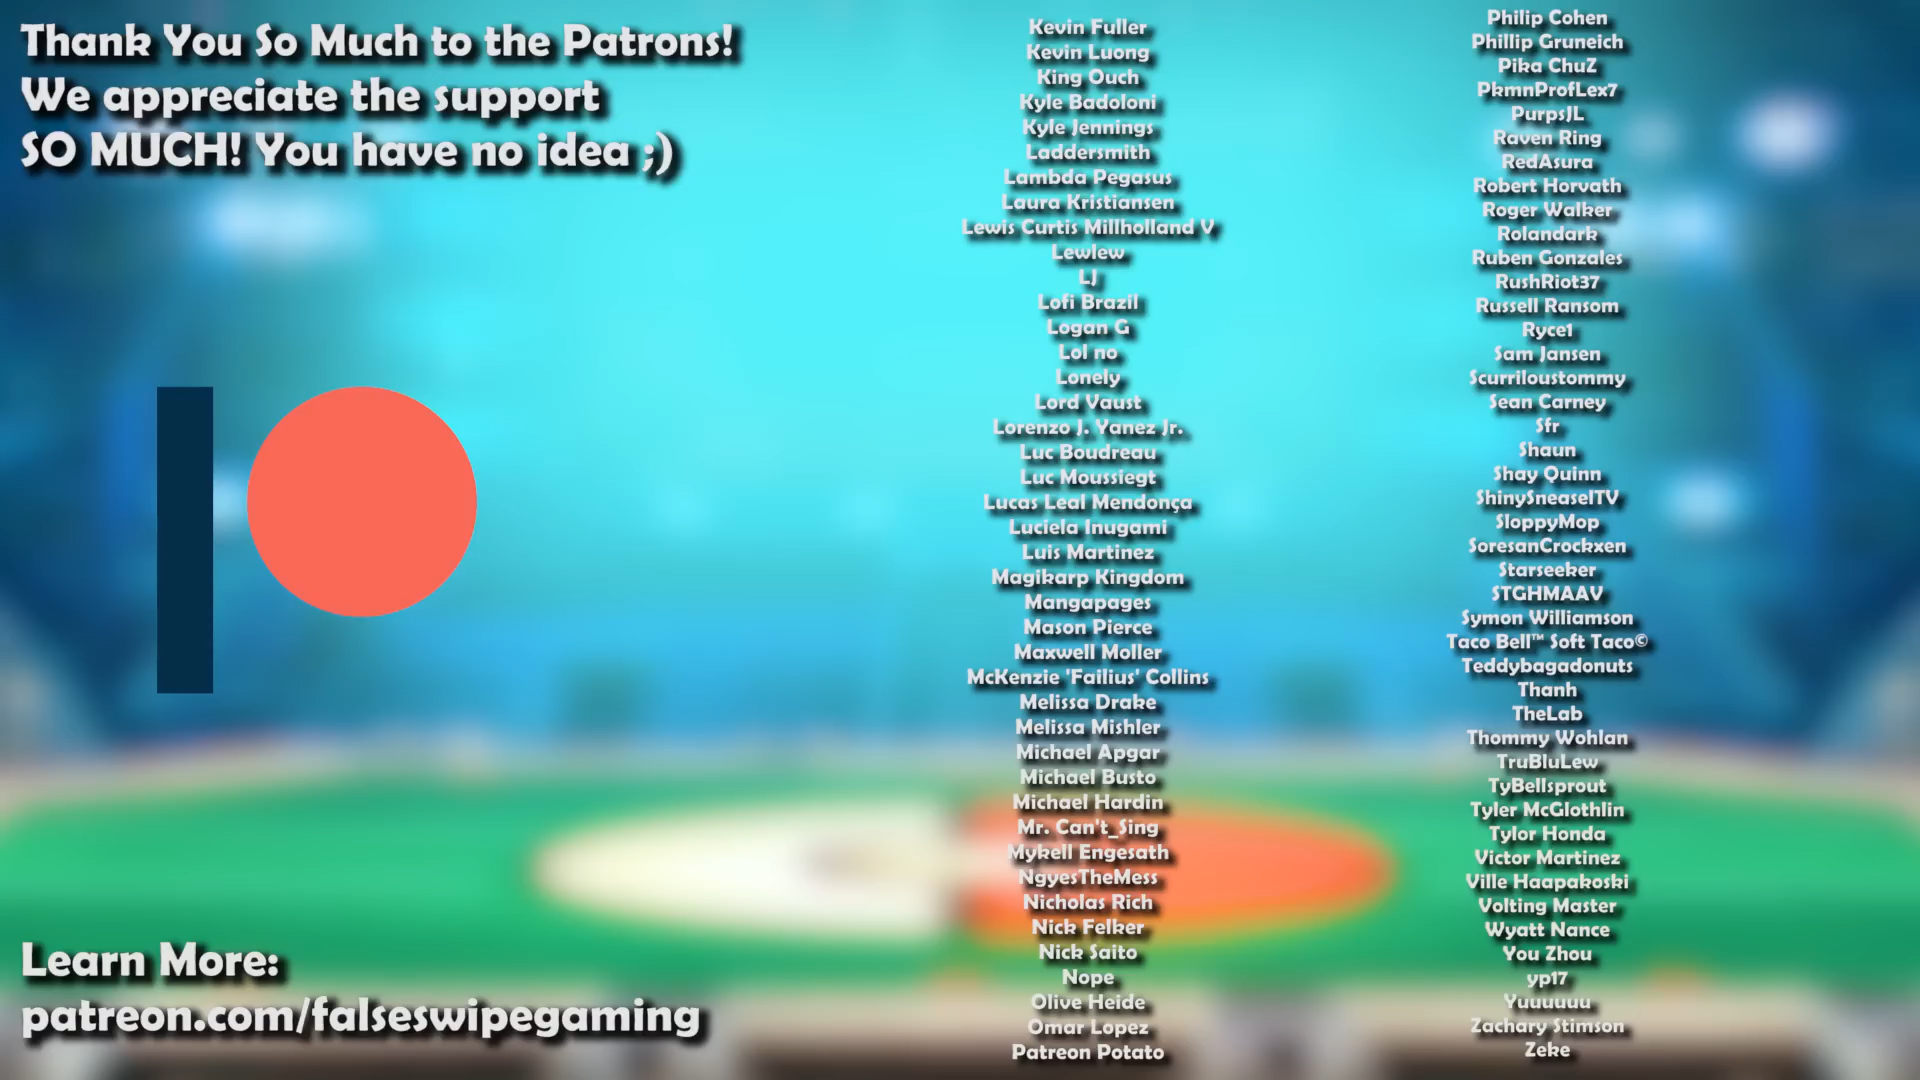 Thank You So Much to the Patrons!
We appreciate the support
SO MUCH! You have no idea ;)
Learn More:
patreon.com/falseswipegaming
Kevin Fuller
Kevin Luong
King Ouch
Kyle Badoloni
Kyle Jennings
Laddersmith
Lambda Pegasus
Laura Kristiansen
Lewis Curtis Millholland V
Lewlew
LJ
Lofi Brazil
Logan G
Lol no
Lonely
Lord Vaust
Lorenzo J. Yanez Jr.
Luc Boudreau
Luc Moussiegt
Lucas Leal Mendonça
Luciela Inugami
Luis Martinez
Magikarp Kingdom
Mangapages
Mason Pierce
Maxwell Moller
McKenzie 'Failius' Collins
Melissa Drake
Melissa Mishler
Michael Apgar
Michael Busto
Michael Hardin
Mr. Can't_Sing
Mykell Engesath
NgyesTheMess
Nicholas Rich
Nick Felker
Nick Saito
Nope
Olive Heide
Omar Lopez
Patreon Potato
Philip Cohen
Phillip Gruneich
Pika ChuZ
PkmnProfLex7
PurpsJL
Raven Ring
RedAsura
Robert Horvath
Roger Walker
Rolandark
Ruben Gonzales
RushRiot37
Russell Ransom
Ryce1
Sam Jansen
Scurriloustommy
Sean Carney
Sfr
Shaun
Shay Quinn
ShinySneaselTV
SloppyMop
SoresanCrockxen
Starseeker
STGHMAAV
Symon Williamson
Taco Bell™ Soft Taco©
Teddybagadonuts
Thanh
TheLab
Thommy Wohlan
TruBluLew
TyBellsprout
Tyler McGlothlin
Tylor Honda
Victor Martinez
Ville Haapakoski
Volting Master
Wyatt Nance
You Zhou
yp17
Yuuuuuu
Zachary Stimson
Zeke